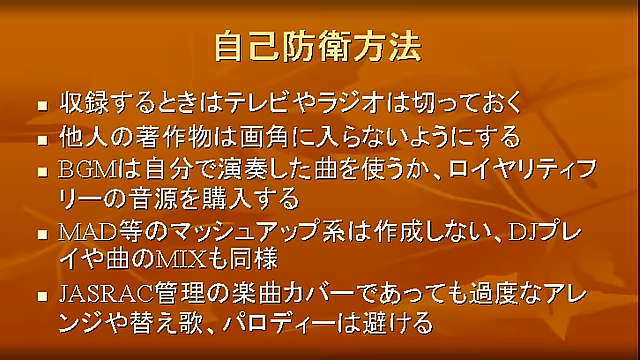 自己防衛方法
収録するときはテレビやラジオは切っておく
他人の著作物は画角に入らないようにする
BGMは自分で演奏した曲を使うか、ロイヤリティフ
リーの音源を購入する
MAD等のマッシュアップ系は作成しない、DJプレ
イや曲のMIXも同様
JASRAC管理の楽曲カバーであっても過度なアレ
ンジや替え歌、パロディーは避ける